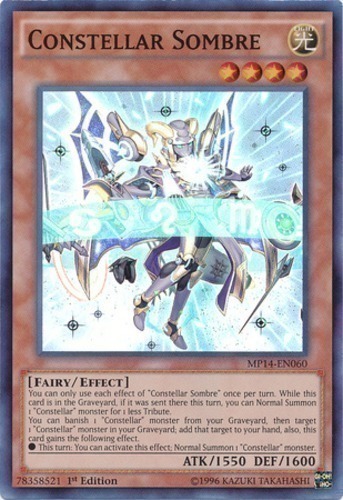 CONSTELLAR SOMBRE
LIGHT
光
MP14-EN060
[FAIRY/EFFECT]
You can only use each effect of "Constellar Sombre" once per turn. While this
card is in the Graveyard, if it was sent there this turn, you can Normal Summon
1 "Constellar" monster for 1 less Tribute.
You can banish 1 "Constellar" monster from your Graveyard, then target
1 "Constellar" monster in your Graveyard; add that target to your hand, also, this
card gains the following effect.
● This turn: You can activate this effect; Normal Summon 1 "Constellar" monster.
ATK/1550 DEF/1600
78358521 1st Edition ©1996 KAZUKI TAKAHASHI